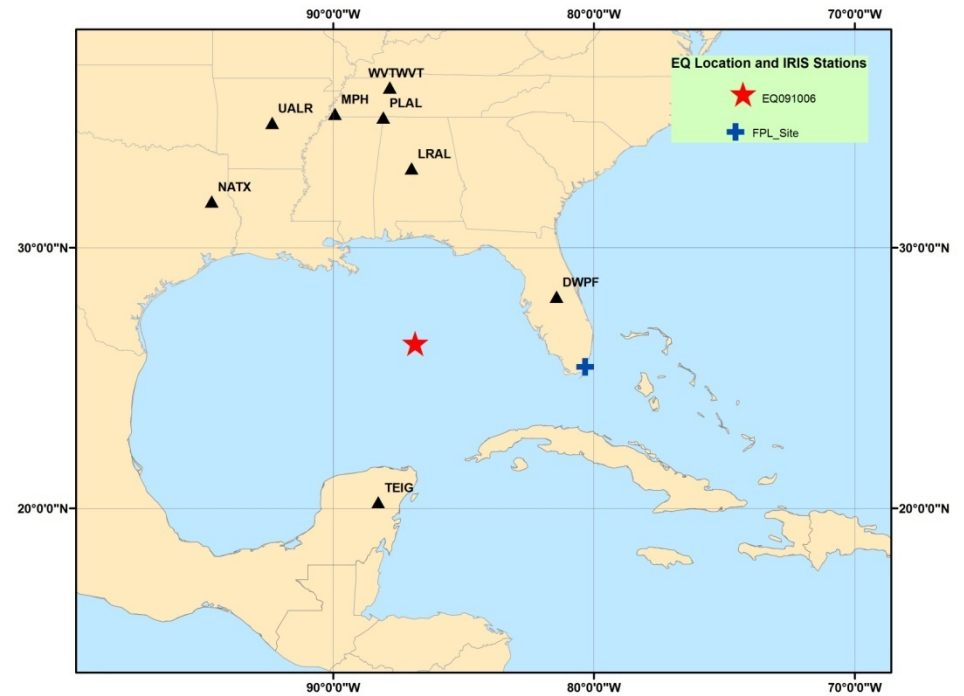 90°0'0"W 80°0'0"W 70°0'0"W
EQ Location and IRIS Stations
EQ091006
FPL_Site
WVTWVT
MPH
PLAL
UALR
LRAL
NATX
30°0'0"N 30°0'0"N
DWPF
TEIG
20°0'0"N 20°0'0"N
90°0'0"W 80°0'0"W 70°0'0"W